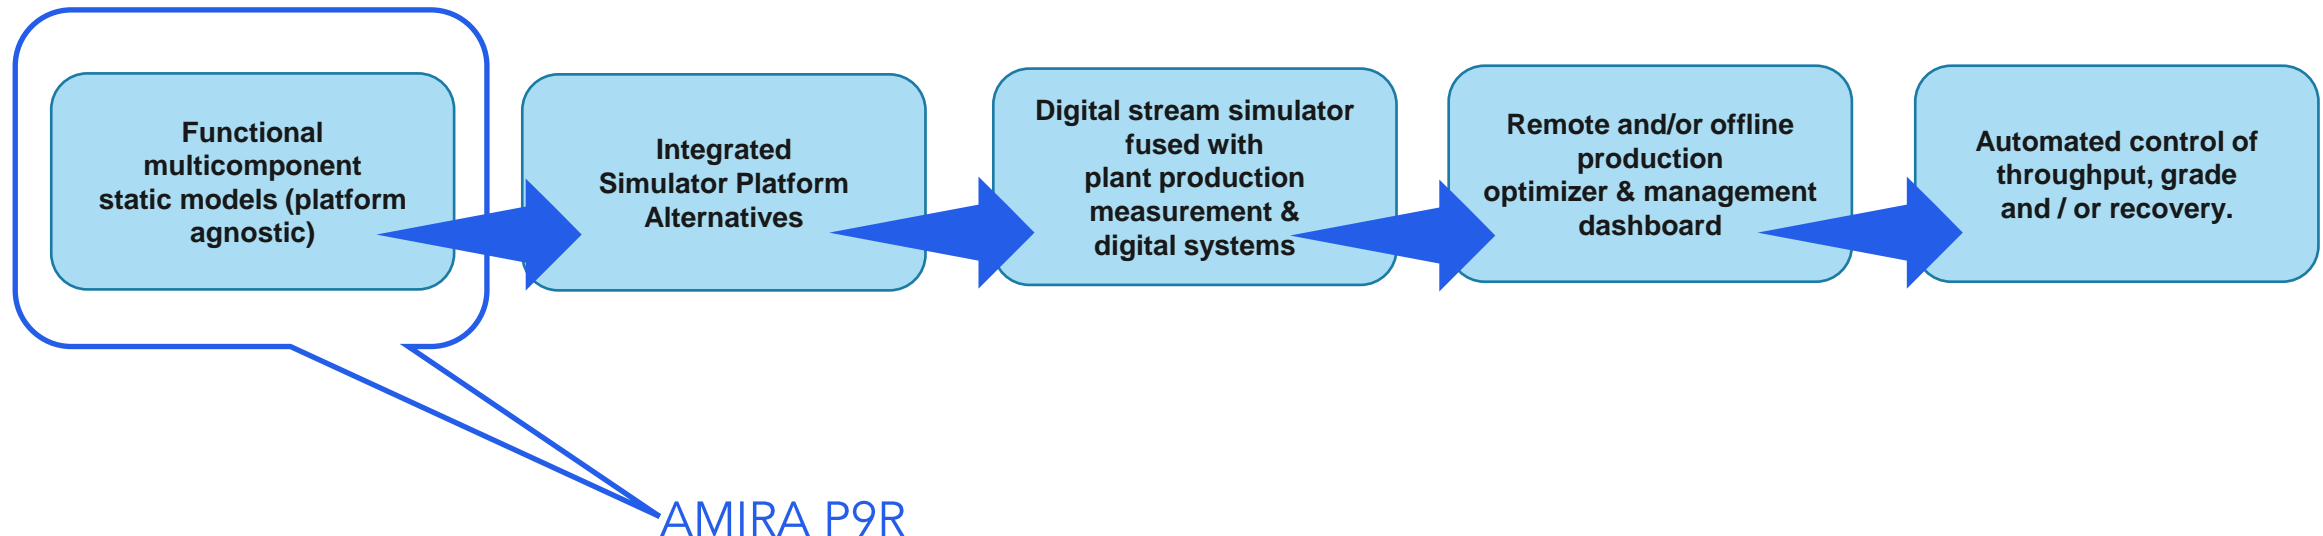 Functional
multicomponent
static models (platform
agnostic)
Integrated
Simulator Platform
Alternatives
Digital stream simulator
fused with
plant production
measurement &
digital systems
Remote and/or offline
production
optimizer & management
dashboard
Automated control of
throughput, grade
and / or recovery.
AMIRA P9R